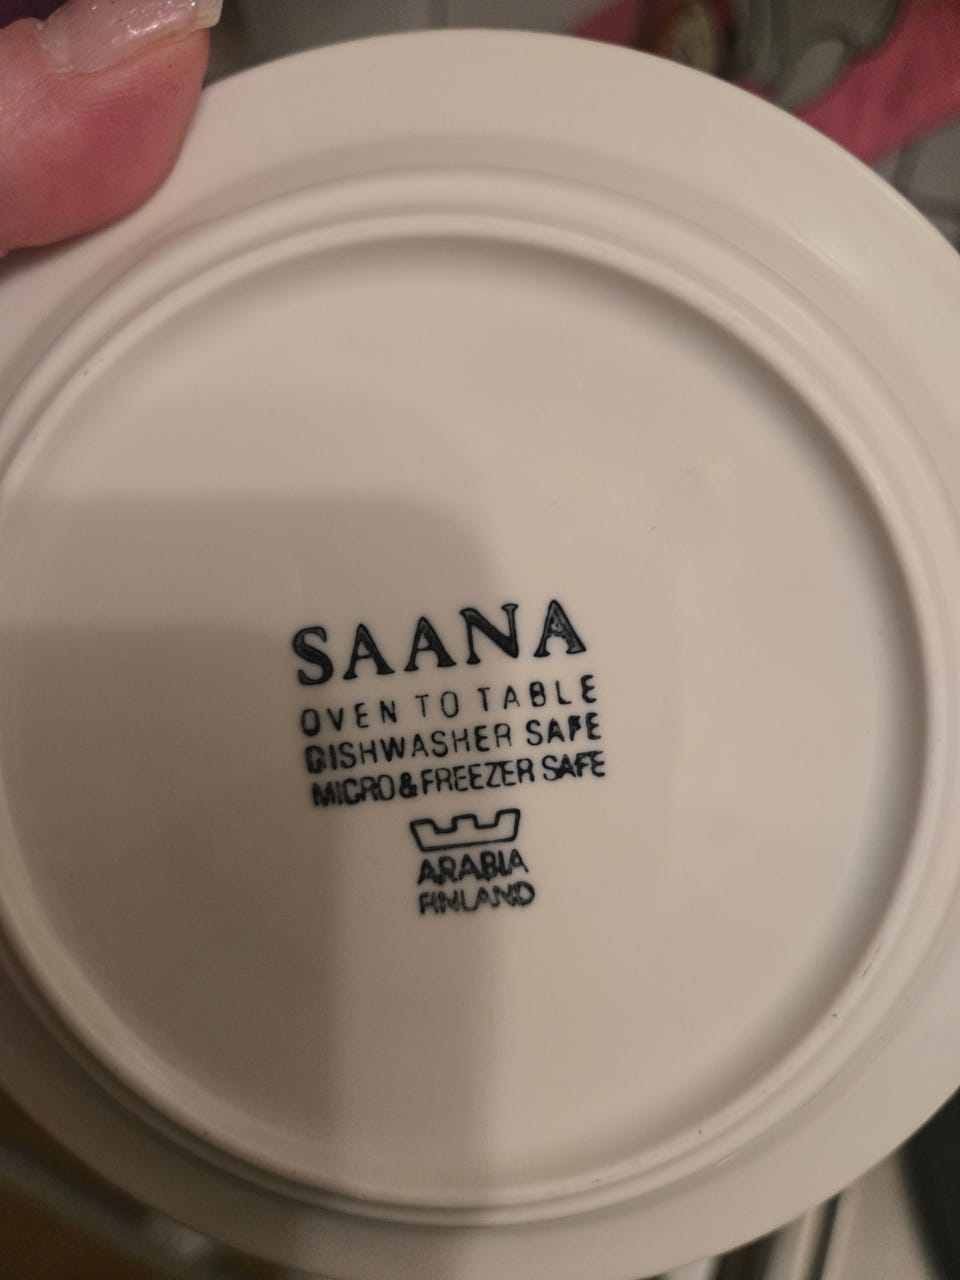 SAANA
OVEN TO TABLE
DISHWASHER SAFE
MICRO & FREEZER SAFE
ARABIA
FINLAND